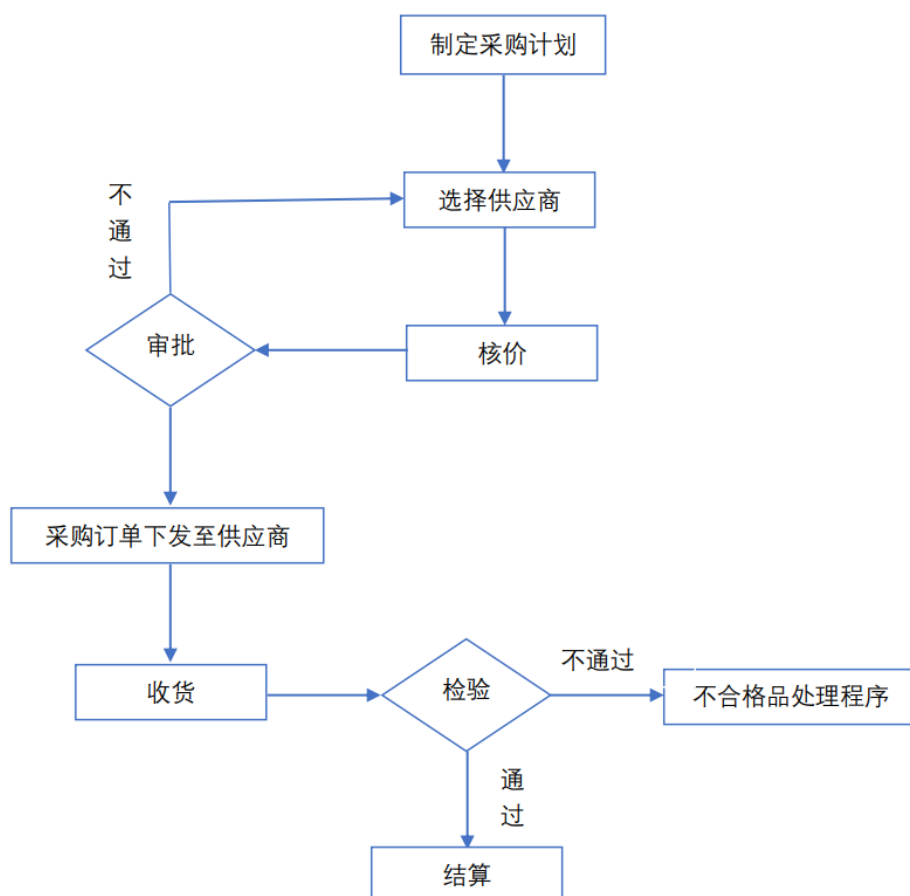 制定采购计划
选择供应商
不
通
过
审批
核价
采购订单下发至供应商
收货
检验
不通过
不合格品处理程序
通
过
结算